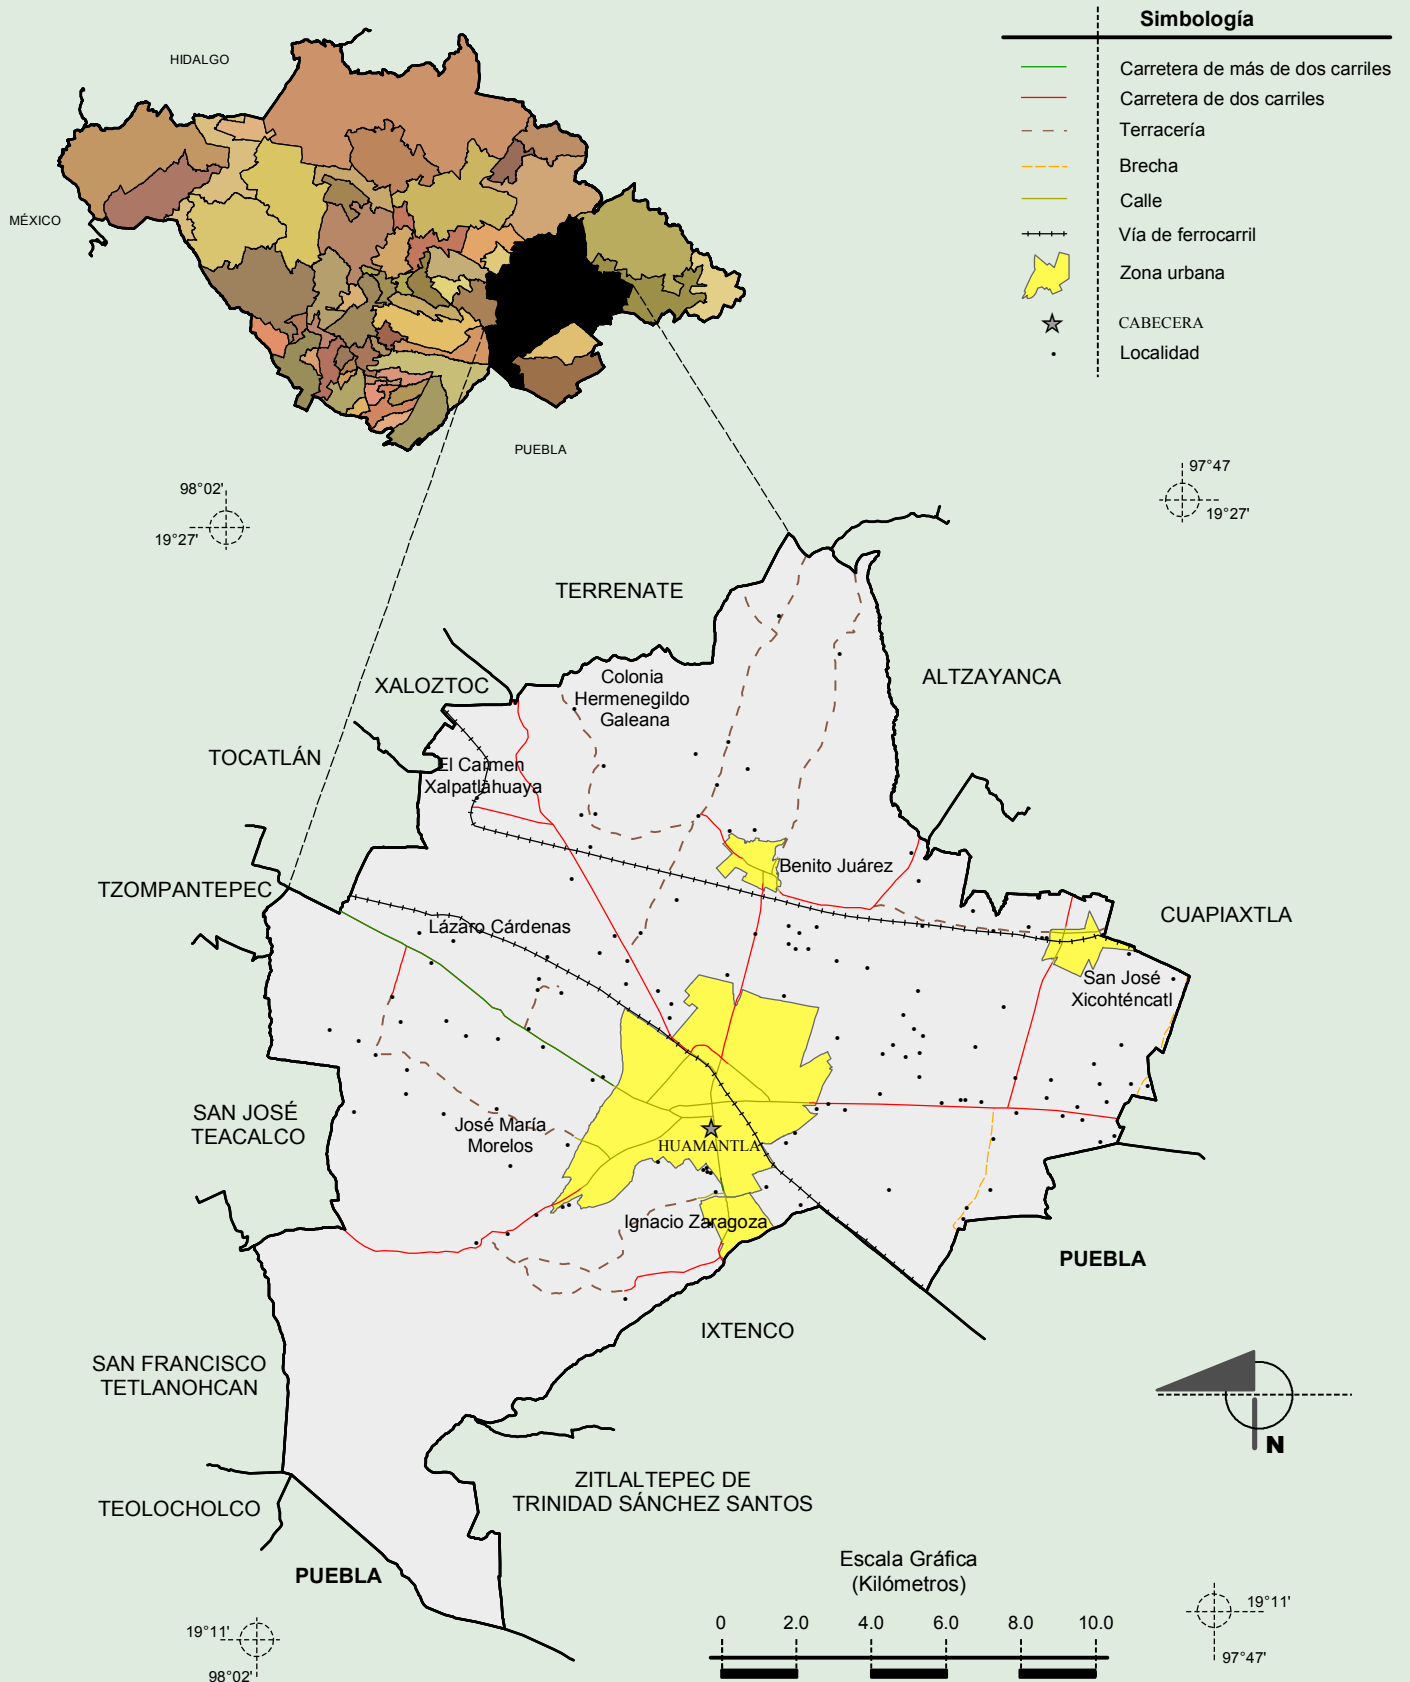 Simbología
Carretera de más de dos carriles
Carretera de dos carriles
Terracería
Brecha
Calle
Vía de ferrocarril
Zona urbana
CABECERA
Localidad
HIDALGO
MÉXICO
PUEBLA
98°02'
19°27'
97°47
19°27'
TERRENATE
XALOZTOC
ALTZAYANCA
Colonia
Hermenegildo
Galeana
TOCATLÁN
El Carmen
Xalpatlahuaya
Benito Juárez
TZOMPANTEPEC
CUAPIAXTLA
Lázaro Cárdenas
San José
Xicohténcatl
SAN JOSÉ
TEACALCO
José María
Morelos
HUAMANTLA
Ignacio Zaragoza
PUEBLA
IXTENCO
SAN FRANCISCO
TETLANOHCAN
N
ZITLALTEPEC DE
TRINIDAD SÁNCHEZ SANTOS
TEOLOCHOLCO
PUEBLA
Escala Gráfica
(Kilómetros)
0 2.0 4.0 6.0 8.0 10.0
19°11'
98°02'
19°11'
97°47'